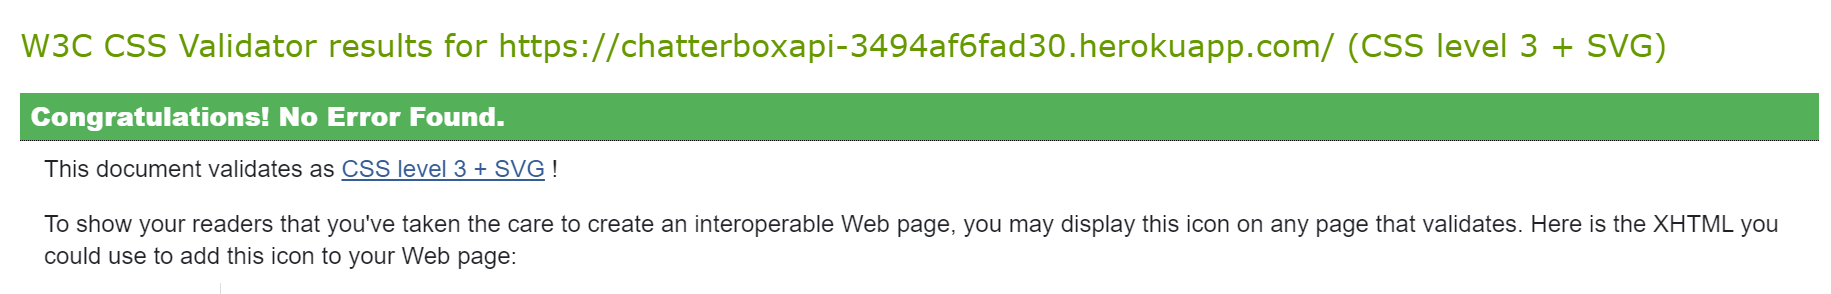 W3C CSS Validator results for https://chatterboxapi-3494af6fad30.herokuapp.com/ (CSS level 3 + SVG)
Congratulations! No Error Found.
This document validates as CSS level 3 + SVG !
To show your readers that you've taken the care to create an interoperable Web page, you may display this icon on any page that validates. Here is the XHTML you
could use to add this icon to your Web page: